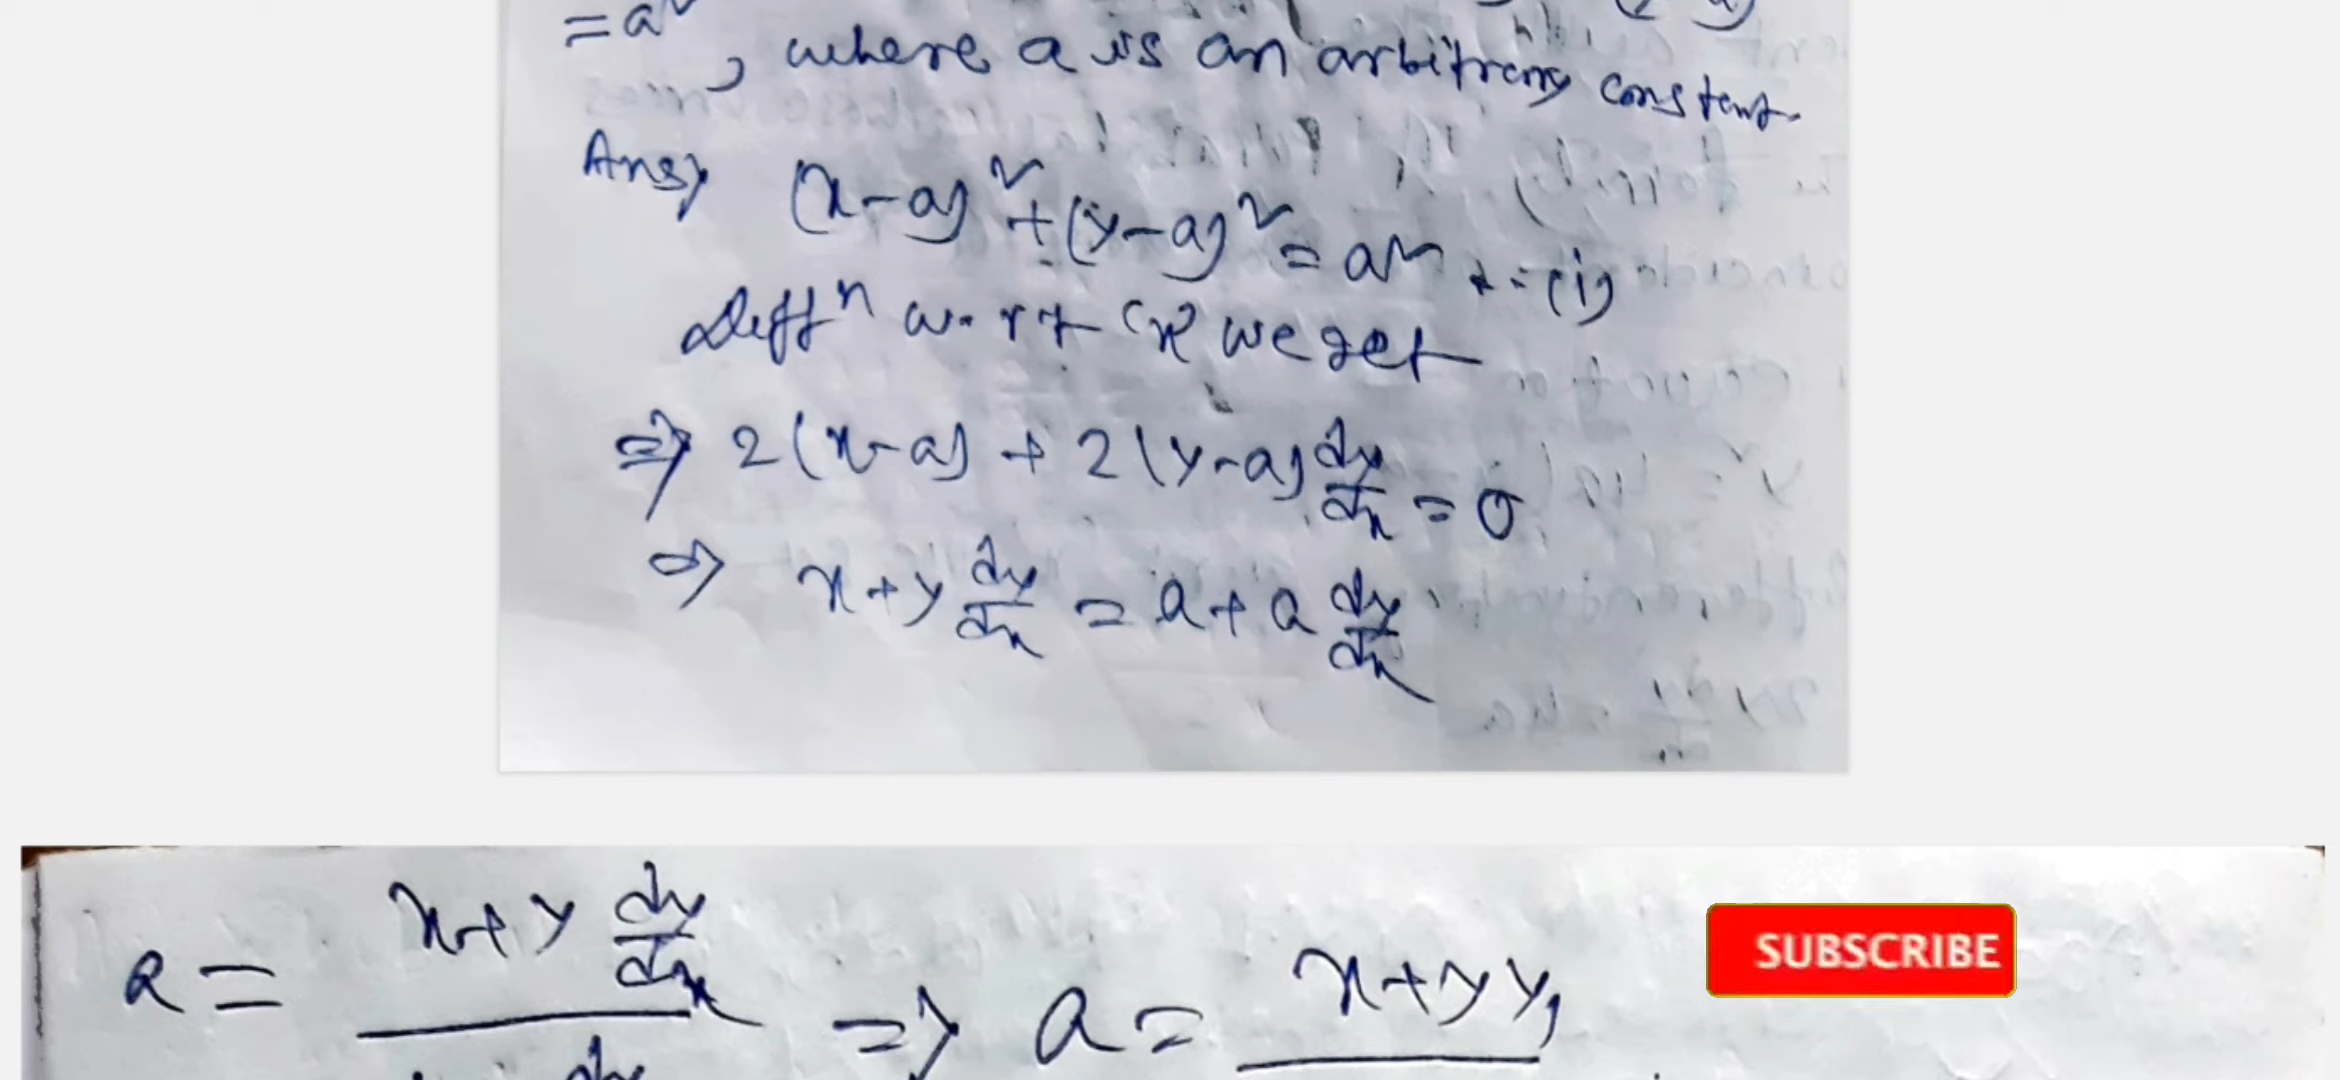 = a²
, where a is an arbitrary constant.
Ans) (x-a)² + (y-a)² = a² ---(i)
Diffⁿ w.r.t 'x' we get
⇒ 2(x-a) + 2(y-a) dy/dx = 0
⇒ x+y dy/dx = a+a dy/dx
a = x+y dy/dx
⇒ a = x+yy₁
SUBSCRIBE